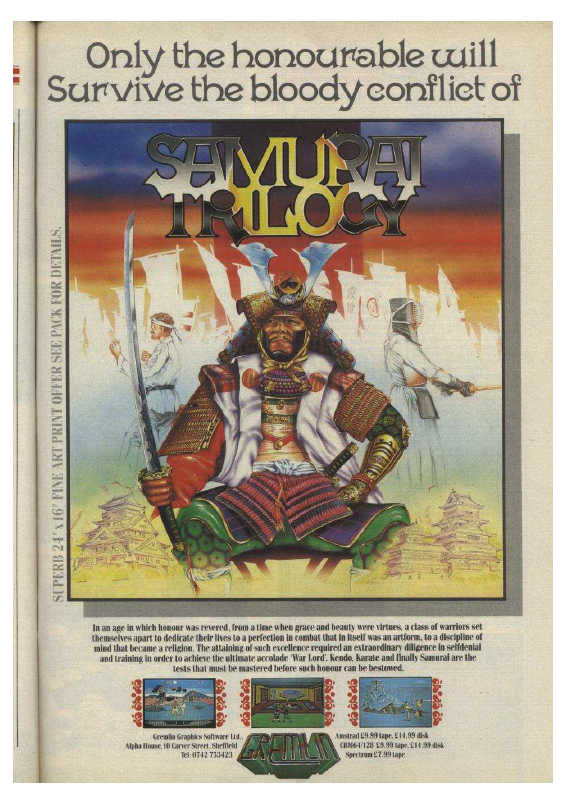 Only the honourable will
Survive the bloody conflict of
SAMURAI
TRILOGY
SUPERB 24" x 16" FINE ART PRINT OFFER SEE PACK FOR DETAILS.
In an age in which honour was revered, from a time when grace and beauty were virtues, a class of warriors set
themselves apart to dedicate their lives to a perfection in combat that in itself was an artform, to a discipline of
mind that became a religion. The attaining of such excellence required an extraordinary diligence in selfdenial
and training in order to achieve the ultimate accolade 'War Lord'. Kendo, Karate and finally Samurai are the
tests that must be mastered before such honour can be bestowed.
Gremlin Graphics Software Ltd.,
Alpha House, 10 Carver Street, Sheffield
Tel: 0742 753423
GREMLIN
Amstrad £9.99 tape, £14.99 disk
CBM64/128 £9.99 tape, £14.99 disk
Spectrum £7.99 tape